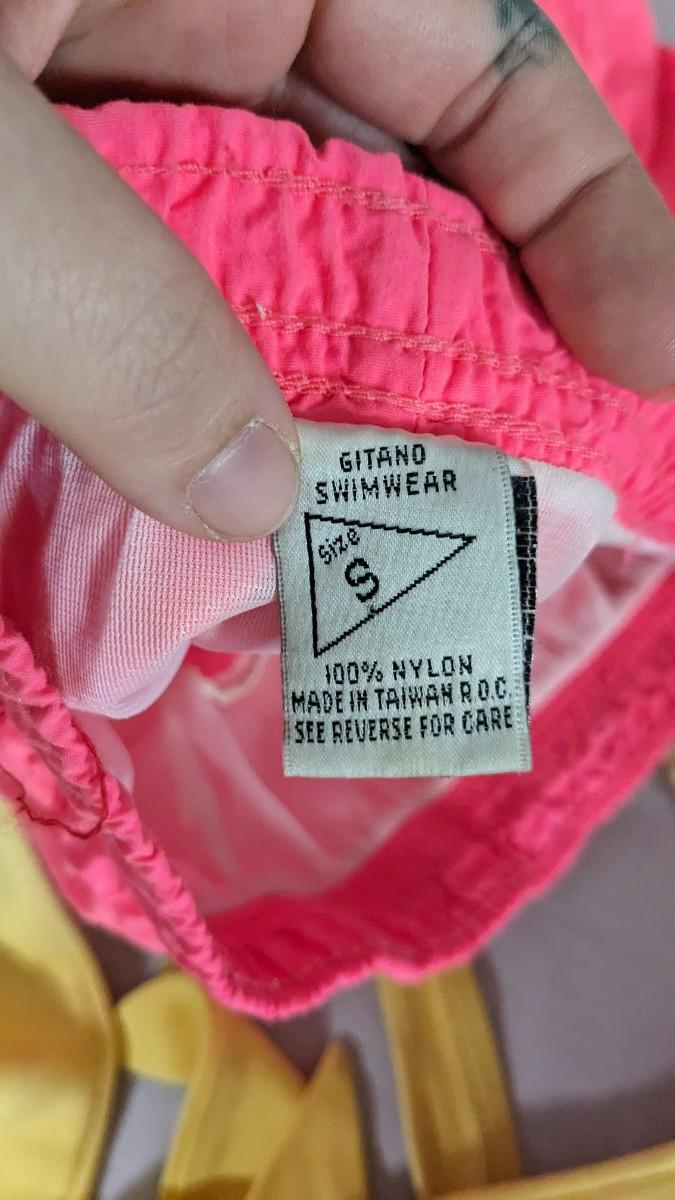 GITANO
SWIMWEAR
Size
S
100% NYLON
MADE IN TAIWAN R.O.C.
SEE REVERSE FOR CARE